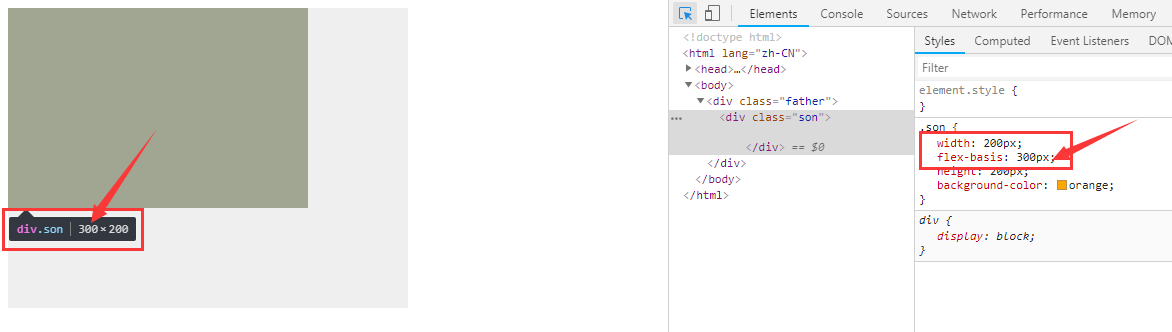 div.son 300 × 200
Elements Console Sources Network Performance Memory
<!doctype html>
<html lang="zh-CN">
▶<head>…</head>
▼<body>
▼<div class="father">
… <div class="son">
</div> == $0
</div>
</body>
</html>
Styles Computed Event Listeners DOM
Filter
element.style {
}
.son {
width: 200px;
flex-basis: 300px;
height: 200px;
background-color: orange;
}
div {
display: block;
}